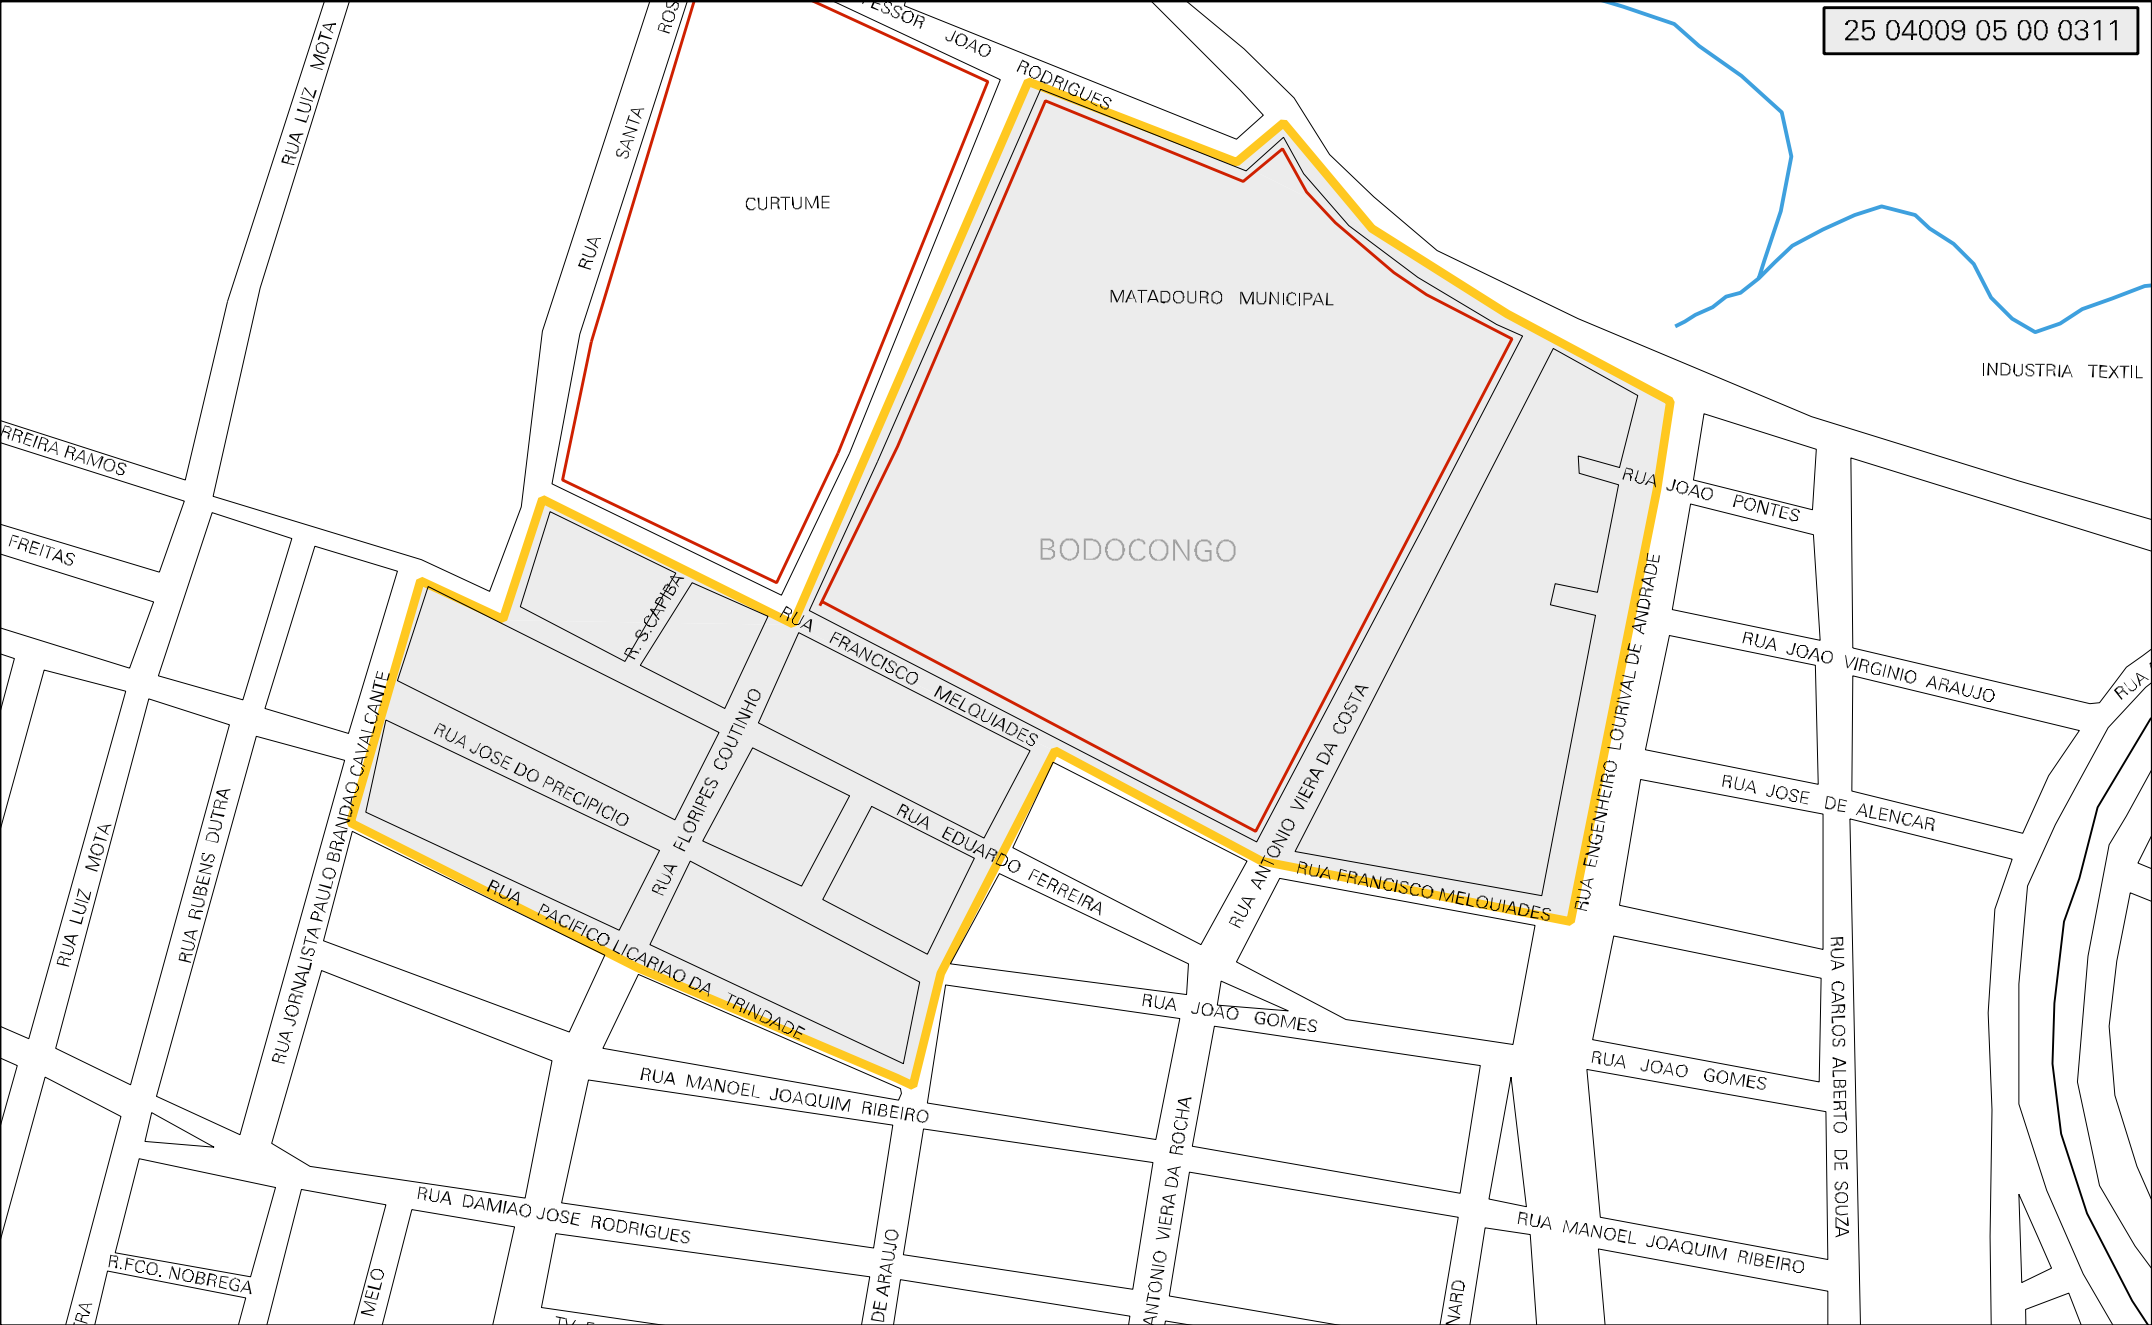 25 04009 05 00 0311
ESSOR JOAO RODRIGUES
RUA LUIZ MOTA
RUA SANTA ROS
CURTUME
MATADOURO MUNICIPAL
INDUSTRIA TEXTIL
RREIRA RAMOS
FREITAS
RUA JOAO PONTES
BODOCONGO
R. S.CAPIBA
RUA FRANCISCO MELQUIADES
RUA JOAO VIRGINIO ARAUJO
RUA
RUA JOSE DO PRECIPICIO
RUA FLORIPES COUTINHO
RUA ANTONIO VIERA DA COSTA
RUA ENGENHEIRO LOURIVAL DE ANDRADE
RUA JOSE DE ALENCAR
RUA EDUARDO FERREIRA
RUA FRANCISCO MELQUIADES
RUA LUIZ MOTA
RUA RUBENS DUTRA
RUA JORNALISTA PAULO BRANDAO CAVALCANTE
RUA PACIFICO LICARIAO DA TRINDADE
RUA JOAO GOMES
RUA JOAO GOMES
RUA CARLOS ALBERTO DE SOUZA
RUA MANOEL JOAQUIM RIBEIRO
RUA DAMIAO JOSE RODRIGUES
RUA MANOEL JOAQUIM RIBEIRO
R.FCO. NOBREGA
RA
MELO
DE ARAUJO
ANTONIO VIERA DA ROCHA
NARD